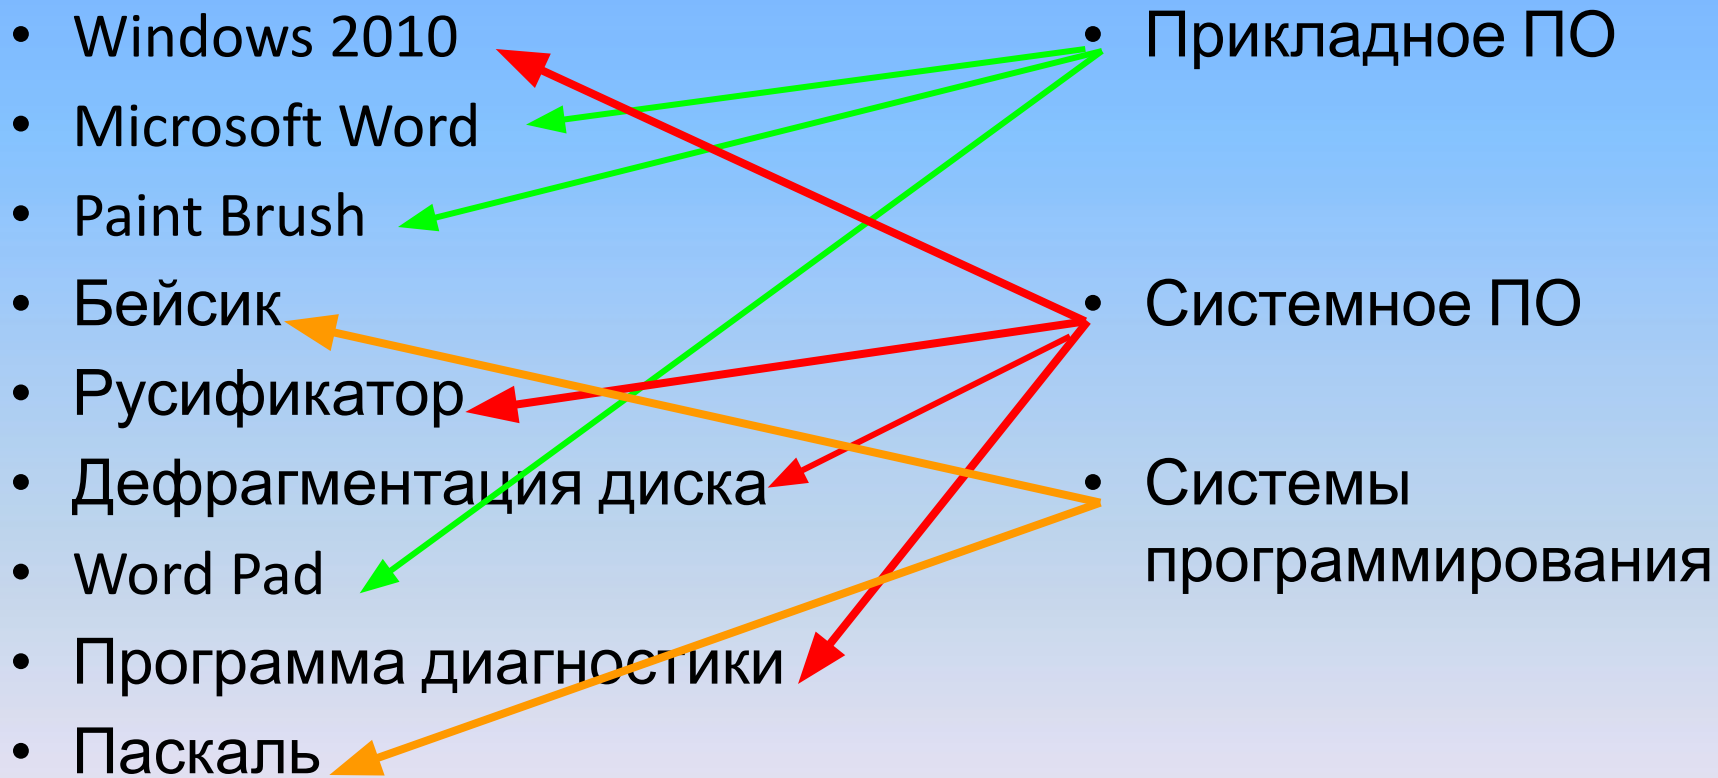 Windows 2010
Microsoft Word
Paint Brush
Бейсик
Русификатор
Дефрагментация диска
Word Pad
Программа диагностики
Паскаль
Прикладное ПО
Системное ПО
Системы
программирования